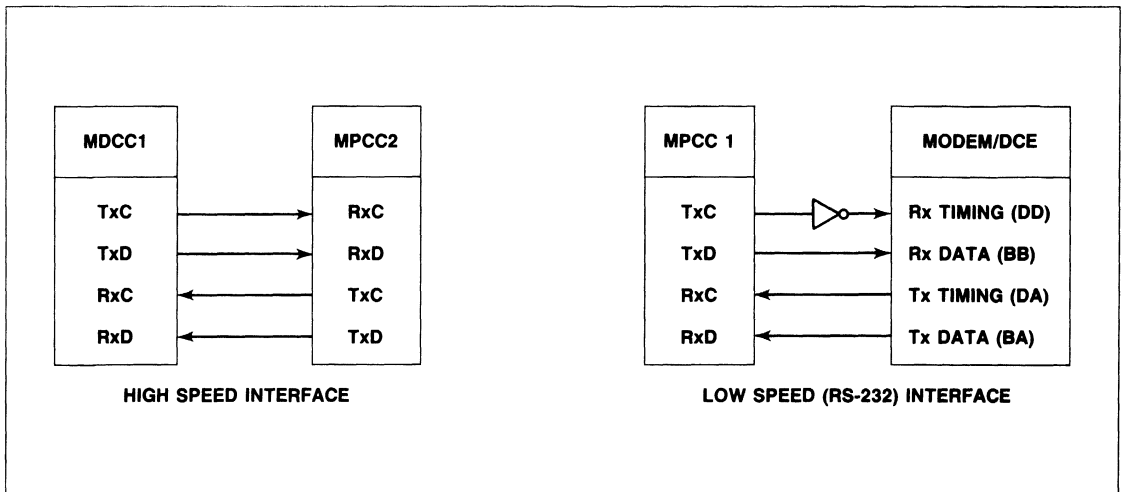 MDCC1
MPCC2
TxC
RxC
TxD
RxD
RxC
TxC
RxD
TxD
HIGH SPEED INTERFACE
MPCC 1
MODEM/DCE
TxC
Rx TIMING (DD)
TxD
Rx DATA (BB)
RxC
Tx TIMING (DA)
RxD
Tx DATA (BA)
LOW SPEED (RS-232) INTERFACE